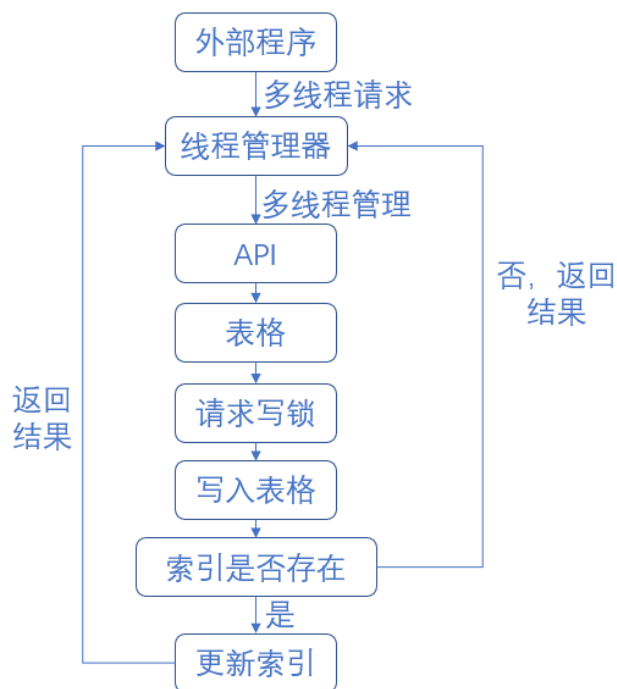 外部程序
多线程请求
线程管理器
多线程管理
API
否，返回
结果
表格
请求写锁
返回
结果
写入表格
索引是否存在
是
更新索引